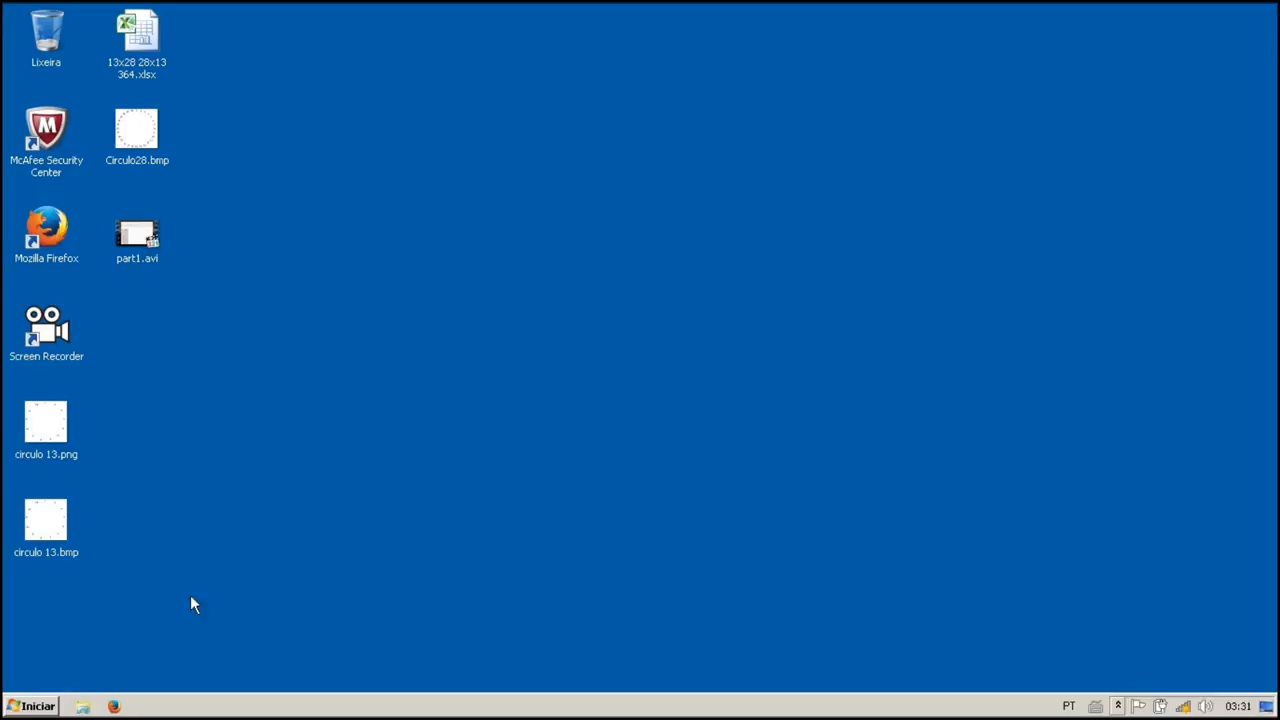 Lixeira
13x28 28x13
364.xlsx
McAfee Security
Center
Circulo28.bmp
Mozilla Firefox
part1.avi
Screen Recorder
circulo 13.png
circulo 13.bmp
Iniciar
PT
03:31